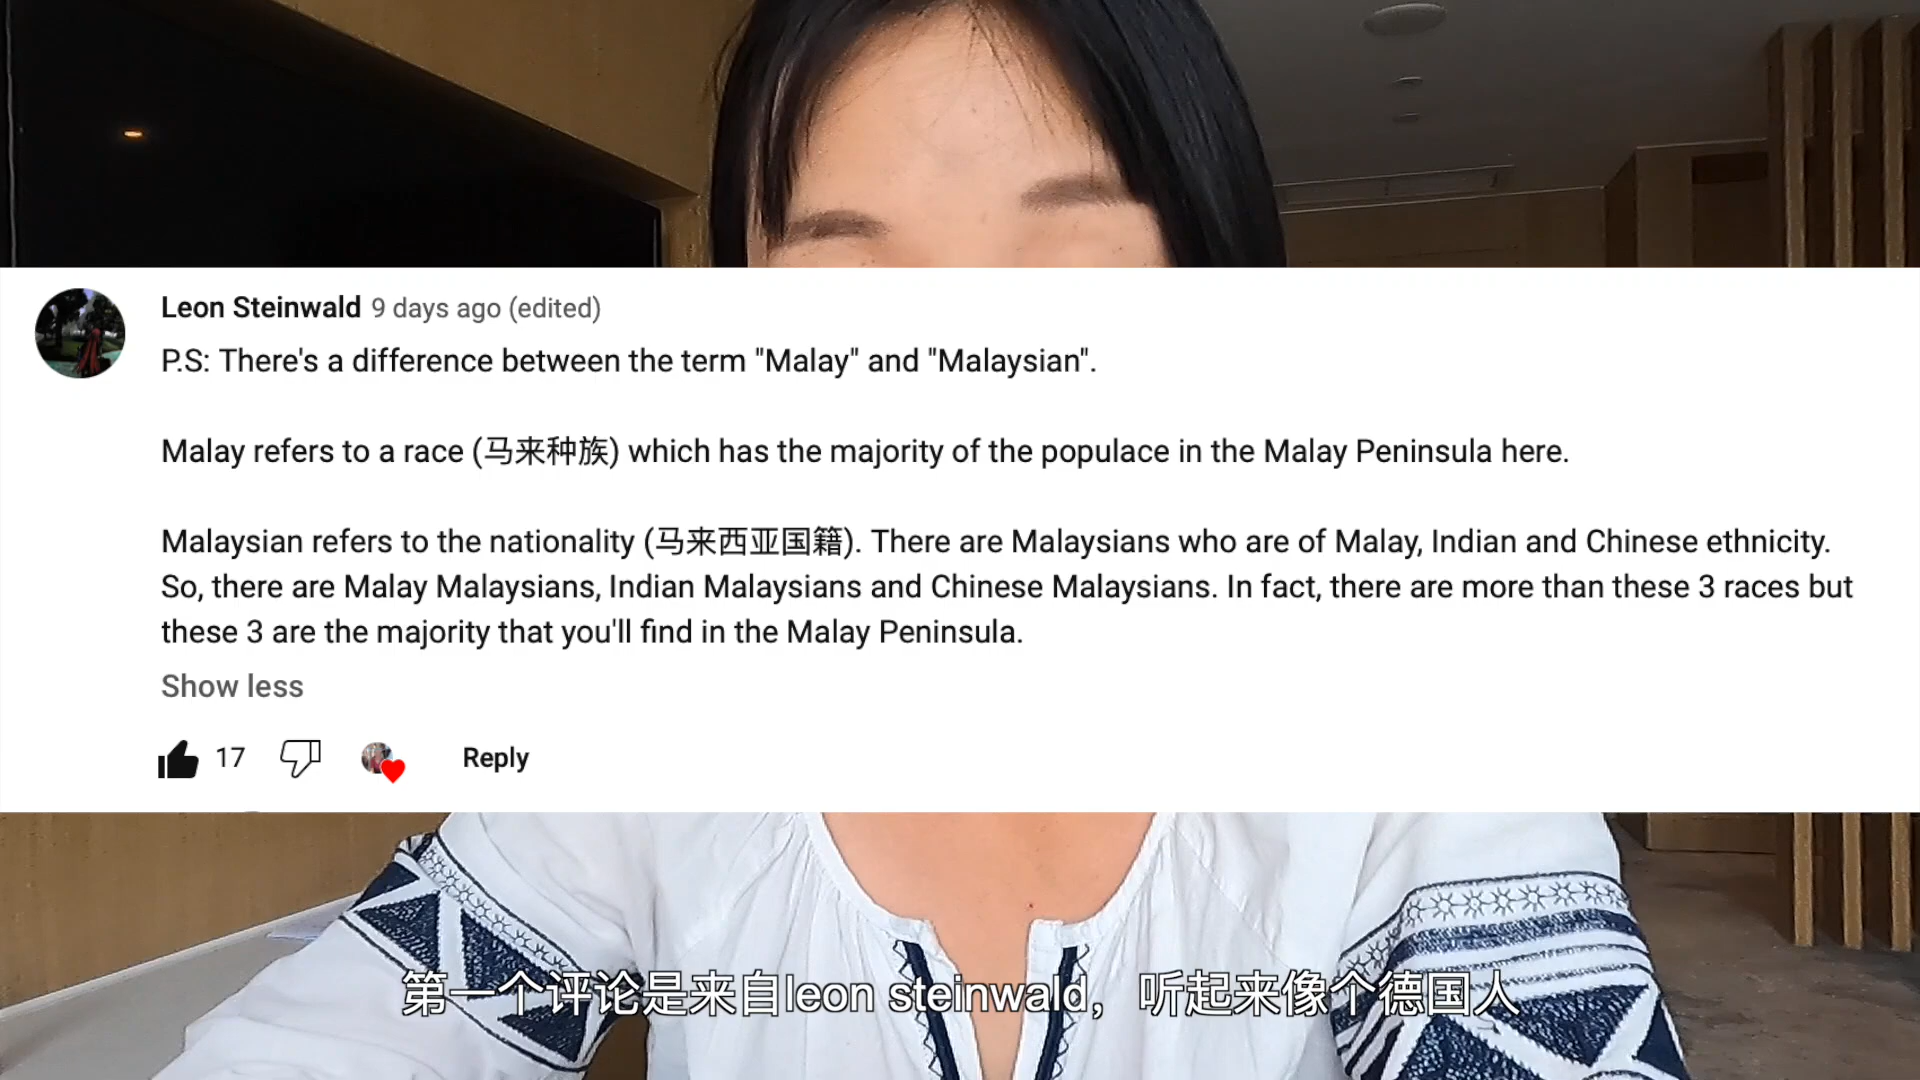 Leon Steinwald 9 days ago (edited)
P.S: There's a difference between the term "Malay" and "Malaysian".
Malay refers to a race (马来种族) which has the majority of the populace in the Malay Peninsula here.
Malaysian refers to the nationality (马来西亚国籍). There are Malaysians who are of Malay, Indian and Chinese ethnicity.
So, there are Malay Malaysians, Indian Malaysians and Chinese Malaysians. In fact, there are more than these 3 races but
these 3 are the majority that you'll find in the Malay Peninsula.
Show less
17 Reply
第一个评论是来自leon steinwald，听起来像个德国人